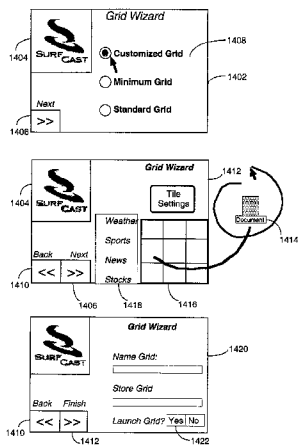 Grid Wizard
1404
SURFCAST
Customized Grid
1408
Minimum Grid
1402
Standard Grid
Next
>>
1406
Grid Wizard
1412
1404
SURFCAST
Tile
Settings
Document
1414
Weather
Sports
News
Stocks
Back Next
<< >>
1410
1406
1418
1416
Grid Wizard
1420
SURFCAST
Name Grid:
Store Grid
Back Finish
<< >>
1410
Launch Grid? Yes No
1412
1422